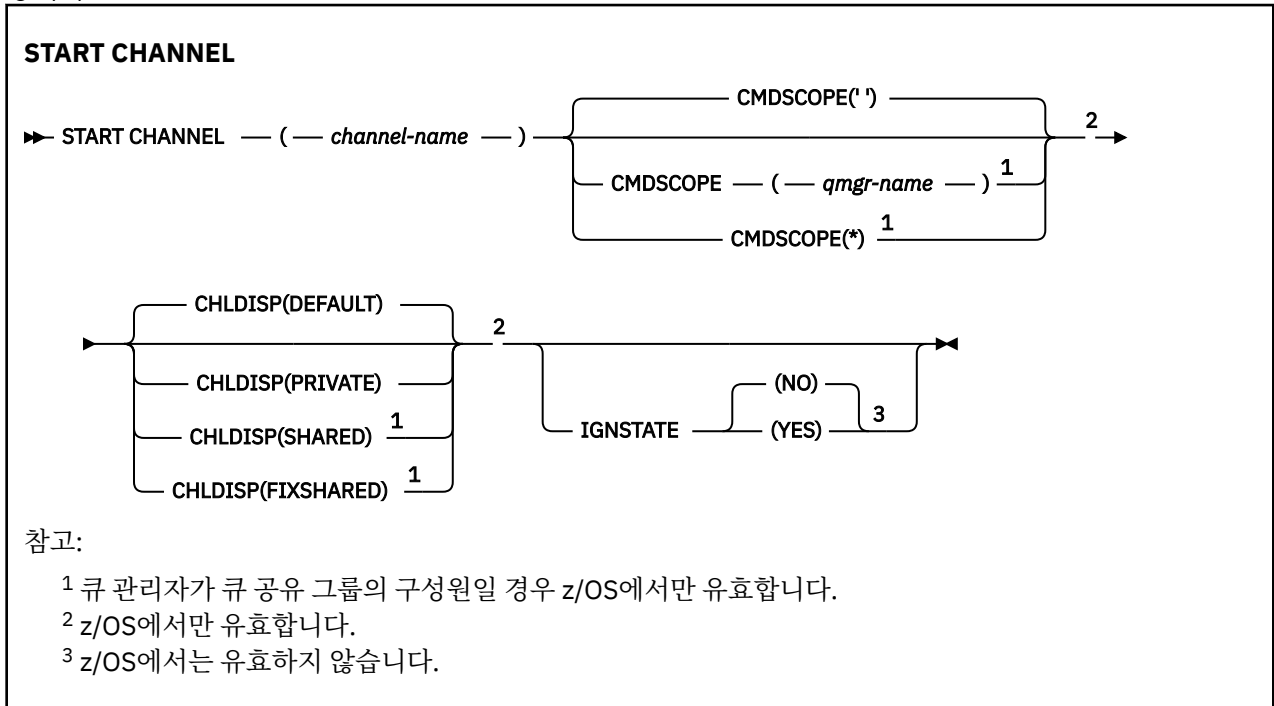 START CHANNEL
CMDSCOPE(' ')
START CHANNEL ( channel-name ) 2
CMDSCOPE ( qmgr-name ) 1
CMDSCOPE(*) 1
CHLDISP(DEFAULT)
2
CHLDISP(PRIVATE) (NO)
CHLDISP(SHARED) 1 IGNSTATE (YES) 3
CHLDISP(FIXSHARED) 1
참고:
1 큐 관리자가 큐 공유 그룹의 구성원일 경우 z/OS에서만 유효합니다.
2 z/OS에서만 유효합니다.
3 z/OS에서는 유효하지 않습니다.